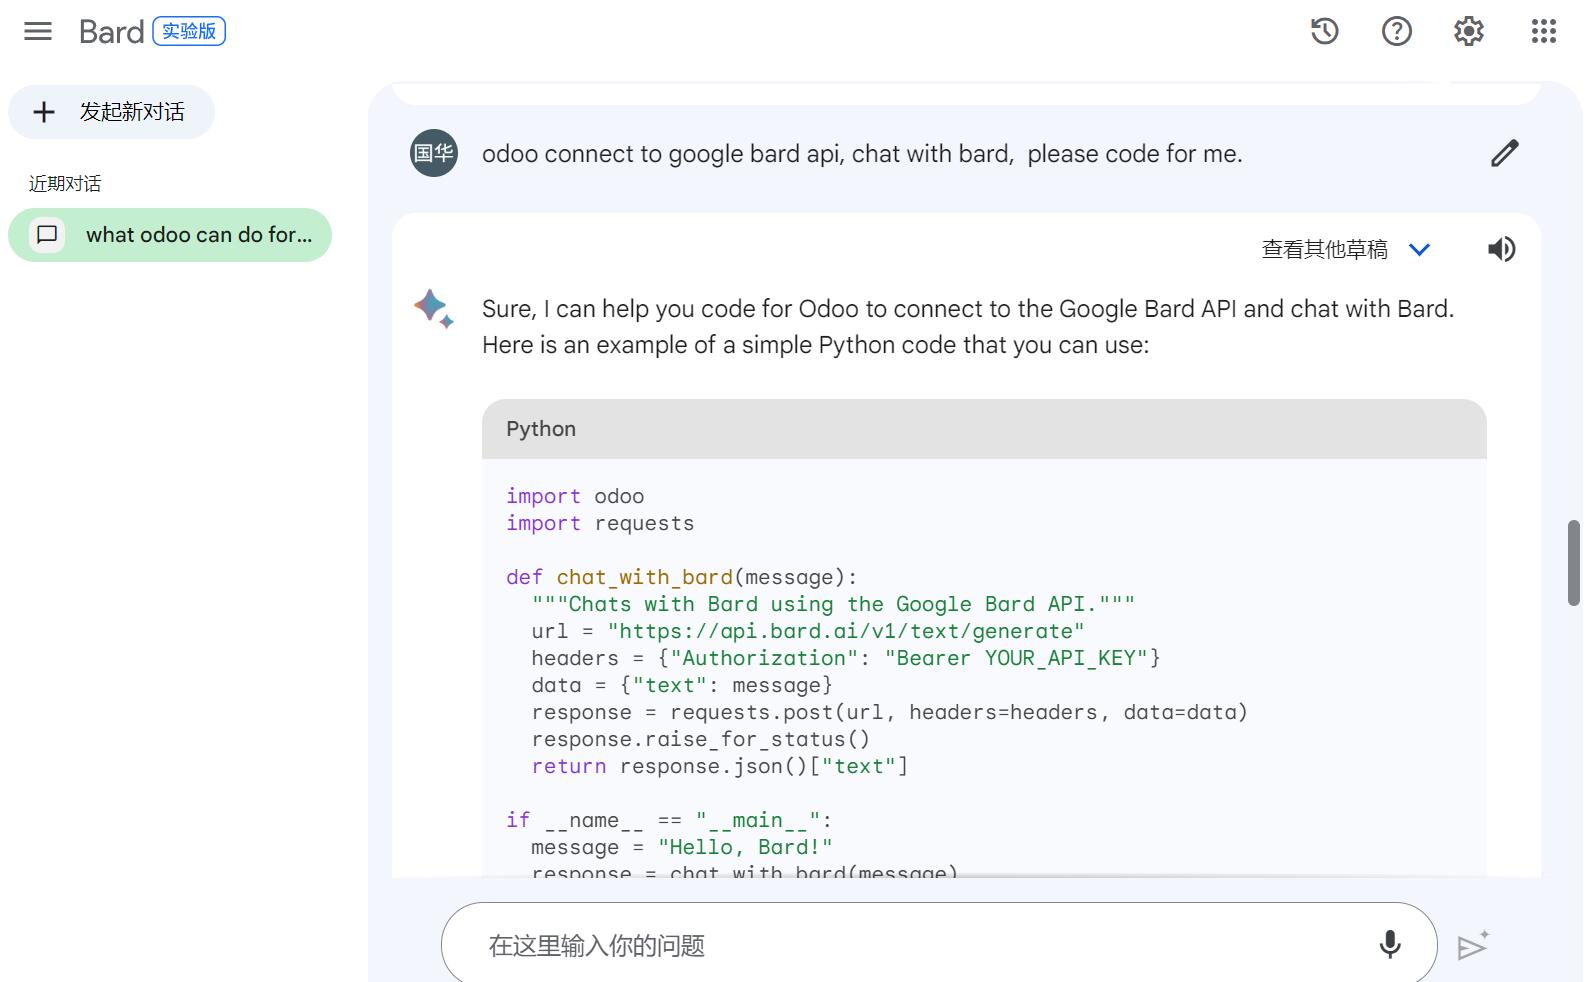 Bard 实验版
发起新对话
近期对话
what odoo can do for...
国华 odoo connect to google bard api, chat with bard,  please code for me.
查看其他草稿
Sure, I can help you code for Odoo to connect to the Google Bard API and chat with Bard.
Here is an example of a simple Python code that you can use:
Python
import odoo
import requests
def chat_with_bard(message):
  """Chats with Bard using the Google Bard API."""
  url = "https://api.bard.ai/v1/text/generate"
  headers = {"Authorization": "Bearer YOUR_API_KEY"}
  data = {"text": message}
  response = requests.post(url, headers=headers, data=data)
  response.raise_for_status()
  return response.json()["text"]
if __name__ == "__main__":
  message = "Hello, Bard!"
  response = chat_with_bard(message)
在这里输入你的问题